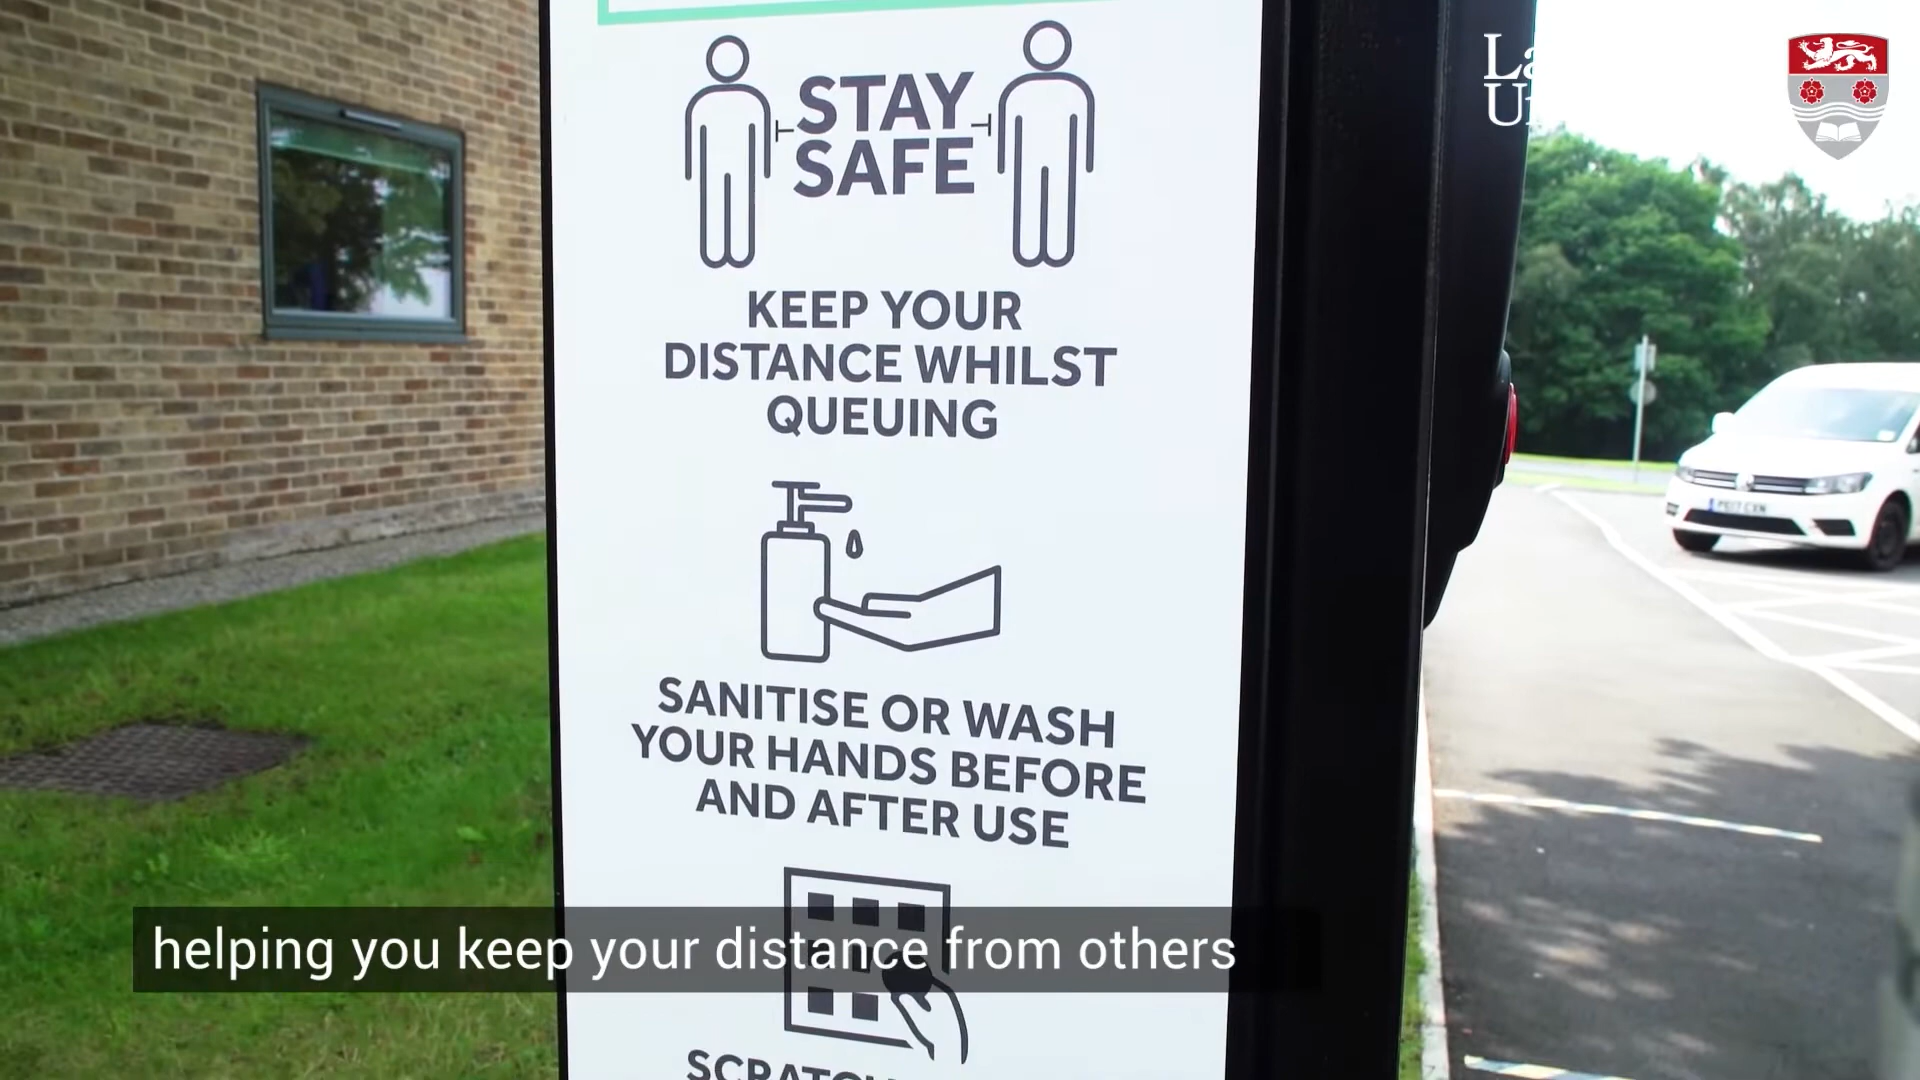 STAY
SAFE
KEEP YOUR
DISTANCE WHILST
QUEUING
SANITISE OR WASH
YOUR HANDS BEFORE
AND AFTER USE
helping you keep your distance from others